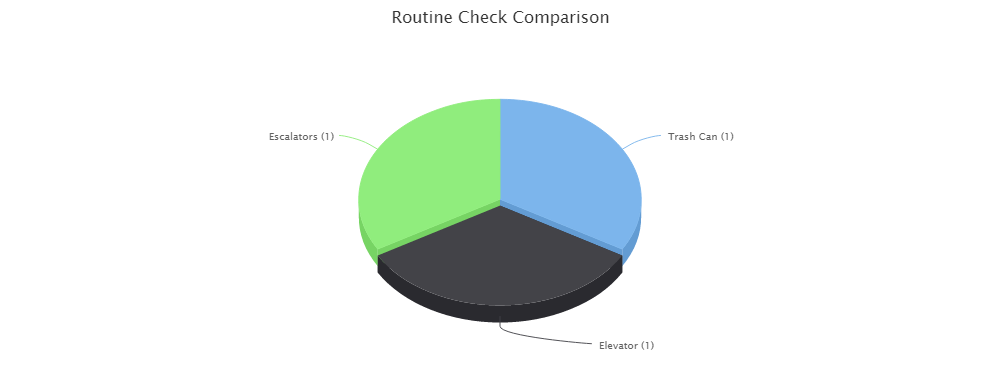 Routine Check Comparison
Escalators (1)
Trash Can (1)
Elevator (1)